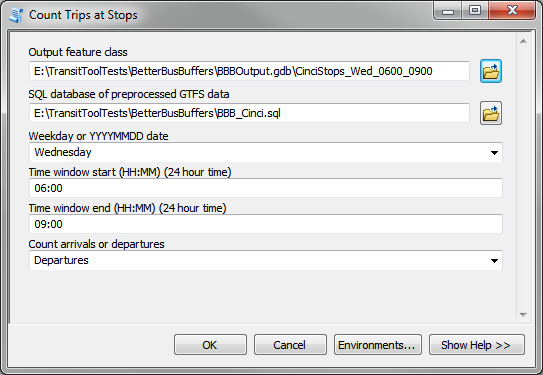 Count Trips at Stops
Output feature class
E:\TransitToolTests\BetterBusBuffers\BBBOutput.gdb\CinciStops_Wed_0600_0900
SQL database of preprocessed GTFS data
E:\TransitToolTests\BetterBusBuffers\BBB_Cinci.sql
Weekday or YYYYMMDD date
Wednesday
Time window start (HH:MM) (24 hour time)
06:00
Time window end (HH:MM) (24 hour time)
09:00
Count arrivals or departures
Departures
OK Cancel Environments... Show Help >>